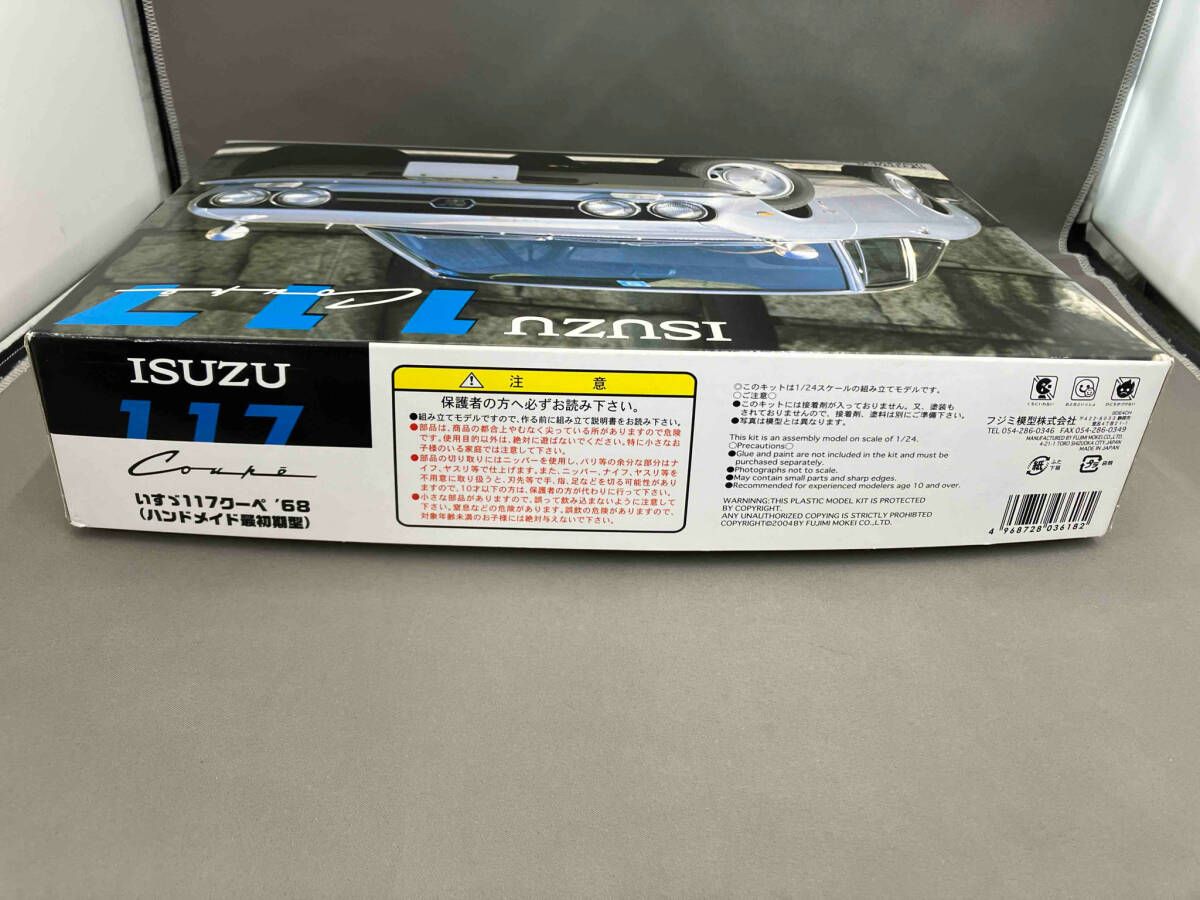 117
Coupé
ISUZU
ISUZU
117
Coupé
いすゞ117クーペ '68
(ハンドメイド最初期型)
注 意
保護者の方へ必ずお読み下さい。
●組み立てモデルですので、作る前に組み立て説明書をお読み下さい。
●部品は、商品の都合上やむなく尖っている所がありますので危険
です。使用目的以外は、絶対に遊ばないでください。特に小さなお
子様のいる家庭では注意して下さい。
●部品の切り取りにはニッパーを使用し、バリ等の余分な部分はナ
イフ、ヤスリ等で仕上げます。また、ニッパー、ナイフ、ヤスリ等を
不用意に取り扱うと、刃先等で手、指、足などを切る可能性があり
ますので、10才以下の方は、保護者の方が代わりに行って下さい。
●小さな部品がありますので、誤って飲み込まないように注意して
下さい。窒息などの危険があります。誤飲の危険がありますので、
対象年齢未満のお子様には絶対与えないで下さい。
◎このキットは1/24スケールの組み立てモデルです。
○ご注意○
●このキットには接着剤が入っておりません。又、塗装も
されておりませんので、接着剤、塗料は別にご準備下さい。
●写真は模型とは異なります。
This kit is an assembly model on scale of 1/24.
○Precautions○
●Glue and paint are not included in the kit and must be
purchased separately.
●Photographs not to scale.
●May contain small parts and sharp edges.
●Recommended for experienced modelers age 10 and over.
WARNING:THIS PLASTIC MODEL KIT IS PROTECTED
BY COPYRIGHT.
ANY UNAUTHORIZED COPYING IS STRICTLY PROHIBTED
COPYRIGHT©2004 BY FUJIMI MOKEI CO.,LTD.
フジミ模型株式会社
TEL 054-286-0346 FAX 054-286-0349
MANUFACTURED BY FUJIMI MOKEI CO.,LTD.
4-21-1 TORO SHIZUOKA CITY JAPAN
MADE IN JAPAN
紙 ふた
下箱
プラ 袋類
4 968728 036182